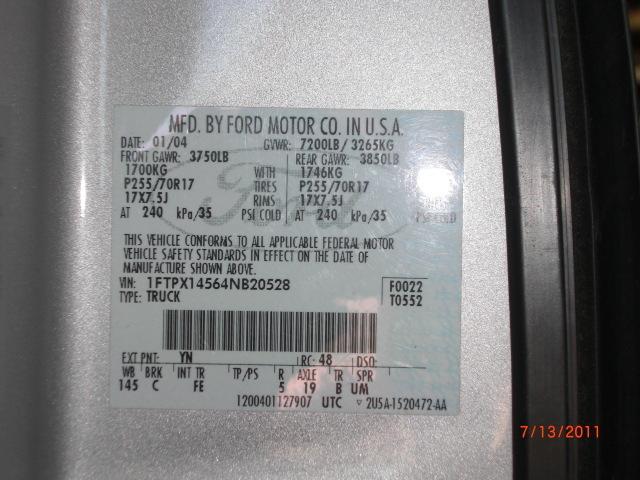 MFD. BY FORD MOTOR CO. IN U.S.A.
DATE: 01/04 GVWR: 7200LB/ 3265KG
FRONT GAWR: 3750LB REAR GAWR: 3850LB
1700KG WITH 1746KG
P255/70R17 TIRES P255/70R17
17X7.5J RIMS 17X7.5J
AT 240 kPa/35 PSI COLD AT 240 kPa/35 PSI COLD
Ford
THIS VEHICLE CONFORMS TO ALL APPLICABLE FEDERAL MOTOR
VEHICLE SAFETY STANDARDS IN EFFECT ON THE DATE OF
MANUFACTURE SHOWN ABOVE.
VIN: 1FTPX14564NB20528 F0022
TYPE: TRUCK T0552
EXT PNT: YN RC: 48 DSO:
WB BRK INT TR TP/PS R AXLE TR SPR
145 C FE 5 19 B UM
1200401127907 UTC 2U5A-1520472-AA
7/13/2011